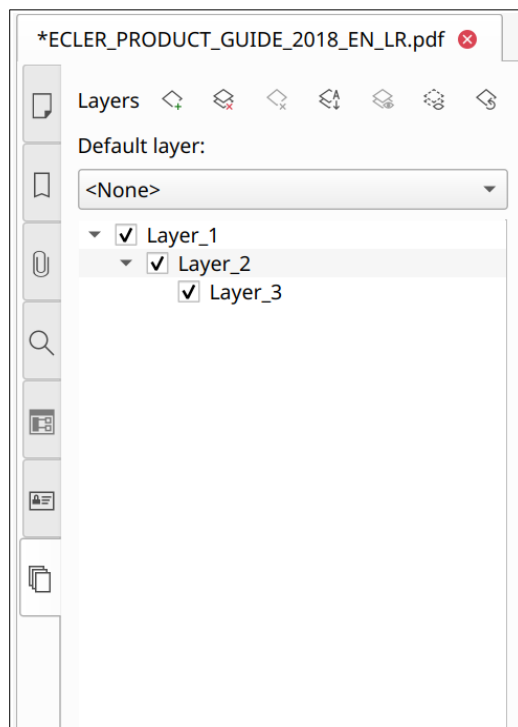 *ECLER_PRODUCT_GUIDE_2018_EN_LR.pdf
Layers
Default layer:
<None>
Layer_1
Layer_2
Layer_3